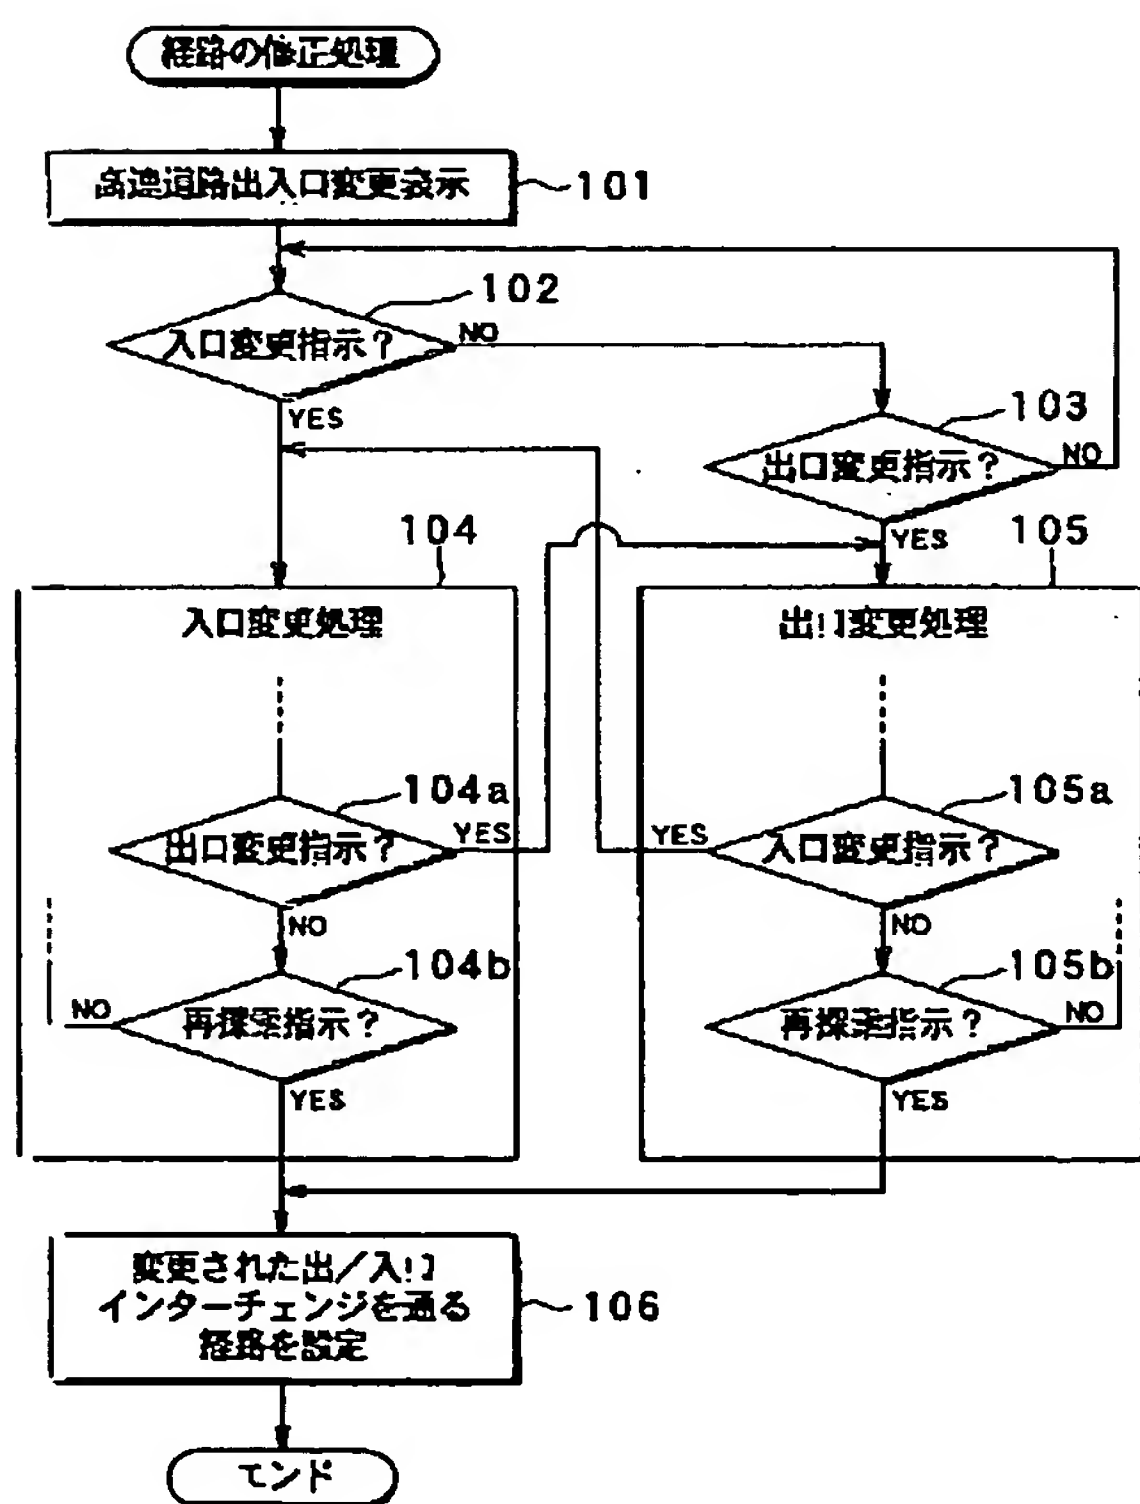 経路の修正処理
高速道路出入口変更表示
101
102
入口変更指示？
NO
YES
103
出口変更指示？
NO
YES
104
105
入口変更処理
出口変更処理
104a
出口変更指示？
YES
NO
105a
YES
入口変更指示？
NO
104b
NO
再探索指示？
YES
105b
再探索指示？
NO
YES
変更された出／入口
インターチェンジを通る
経路を設定
106
エンド